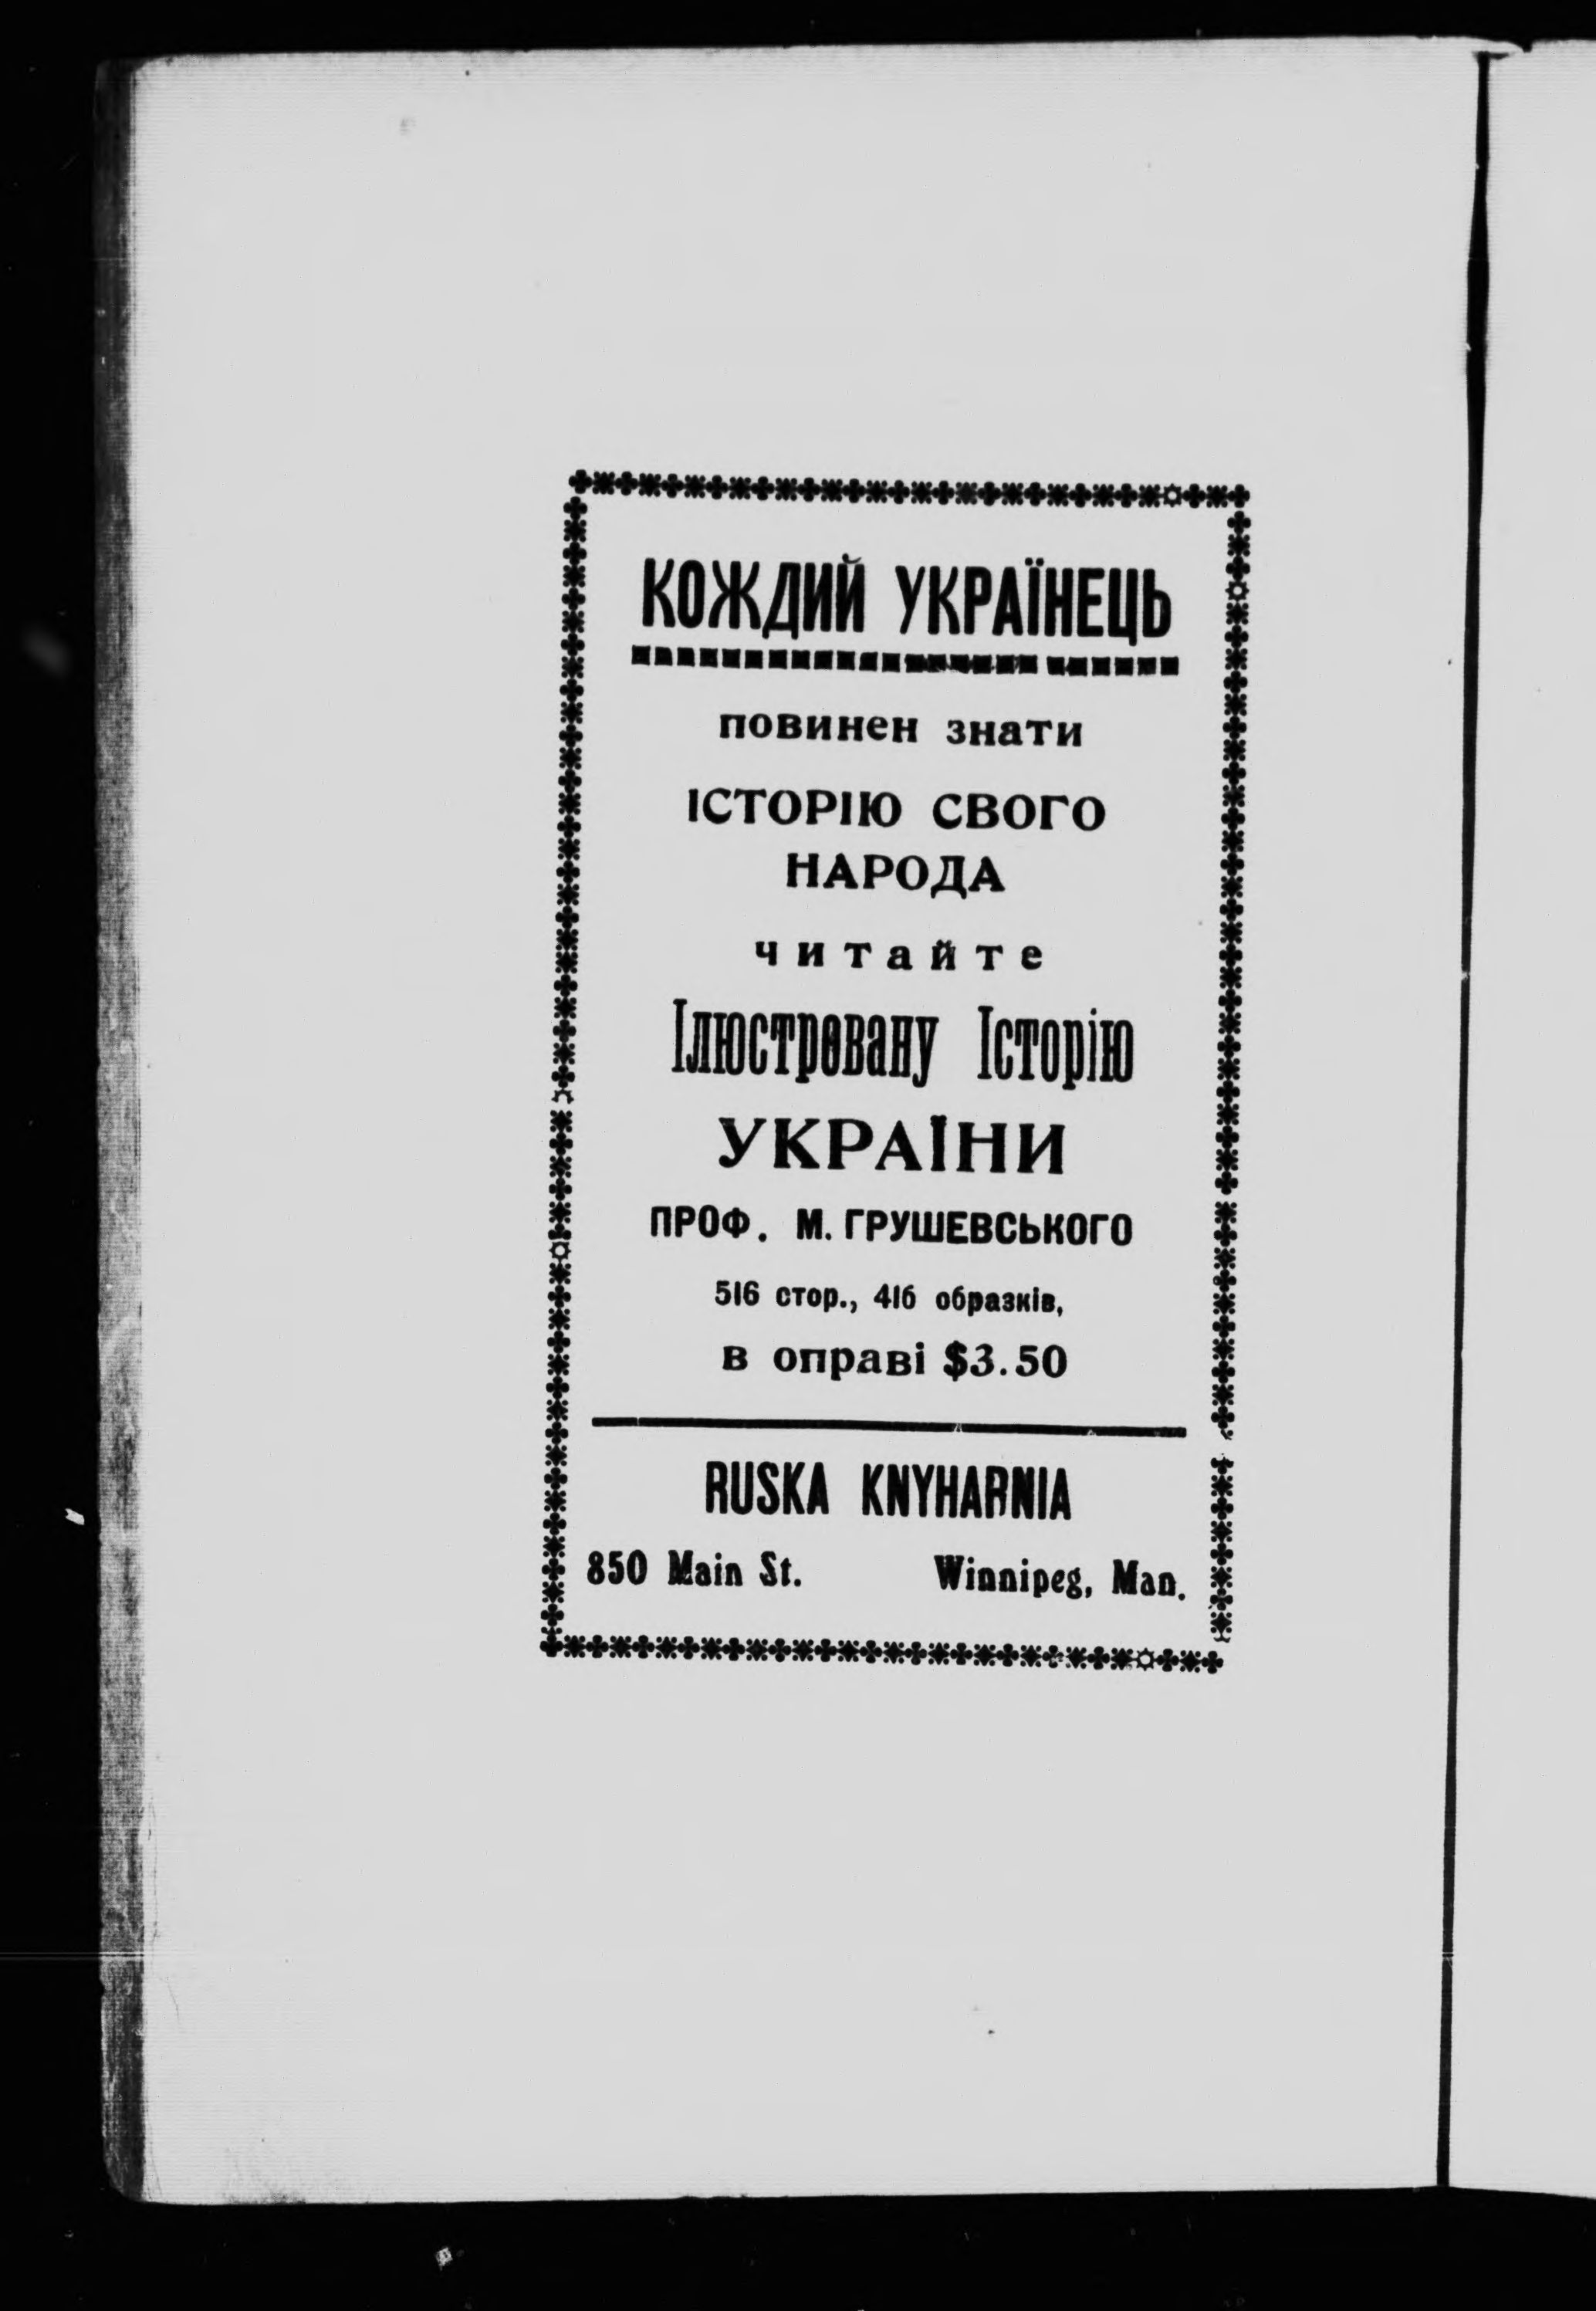 КОЖДИЙ УКРАЇНЕЦЬ
повинен знати
ІСТОРІЮ СВОГО
НАРОДА
читайте
Ілюстровану Історію
УКРАЇНИ
ПРОФ. М. ГРУШЕВСЬКОГО
516 стор., 416 образків,
в оправі $3.50
RUSKA KNYHARNIA
850 Main St. Winnipeg, Man.